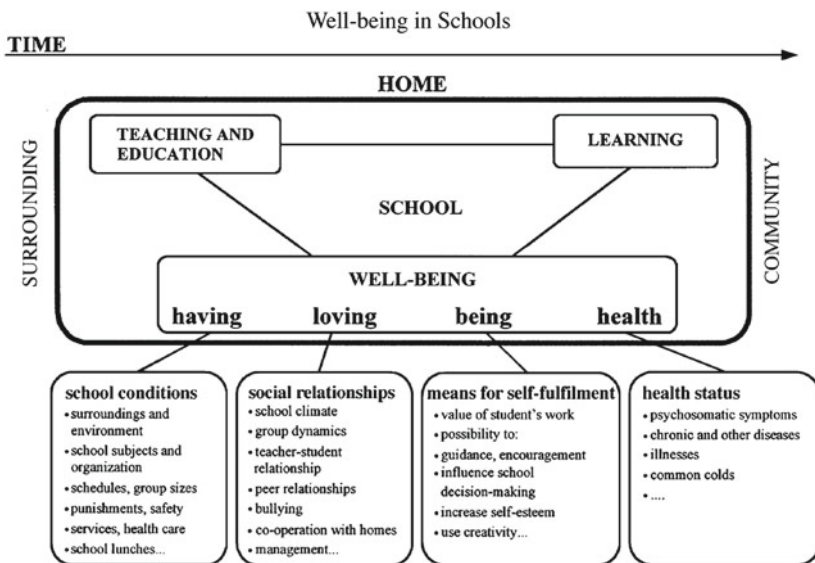 Well-being in Schools
TIME
HOME
SURROUNDING
COMMUNITY
TEACHING AND
EDUCATION
LEARNING
SCHOOL
WELL-BEING
having loving being health
school conditions
• surroundings and
environment
• school subjects and
organization
• schedules, group sizes
• punishments, safety
• services, health care
• school lunches...
social relationships
• school climate
• group dynamics
• teacher-student
relationship
• peer relationships
• bullying
• co-operation with homes
• management...
means for self-fulfilment
• value of student's work
• possibility to:
• guidance, encouragement
• influence school
decision-making
• increase self-esteem
• use creativity...
health status
• psychosomatic symptoms
• chronic and other diseases
• illnesses
• common colds
• ....